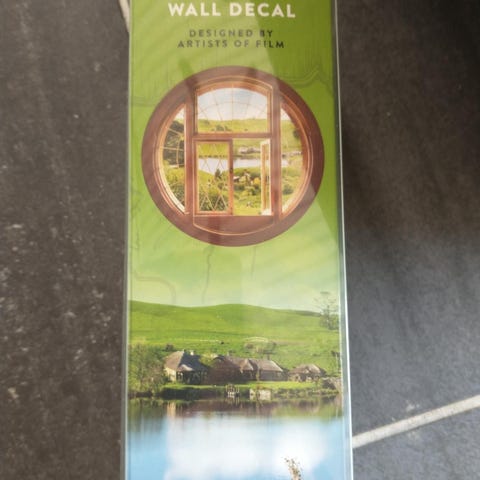 WALL DECAL
DESIGNED BY
ARTISTS OF FILM